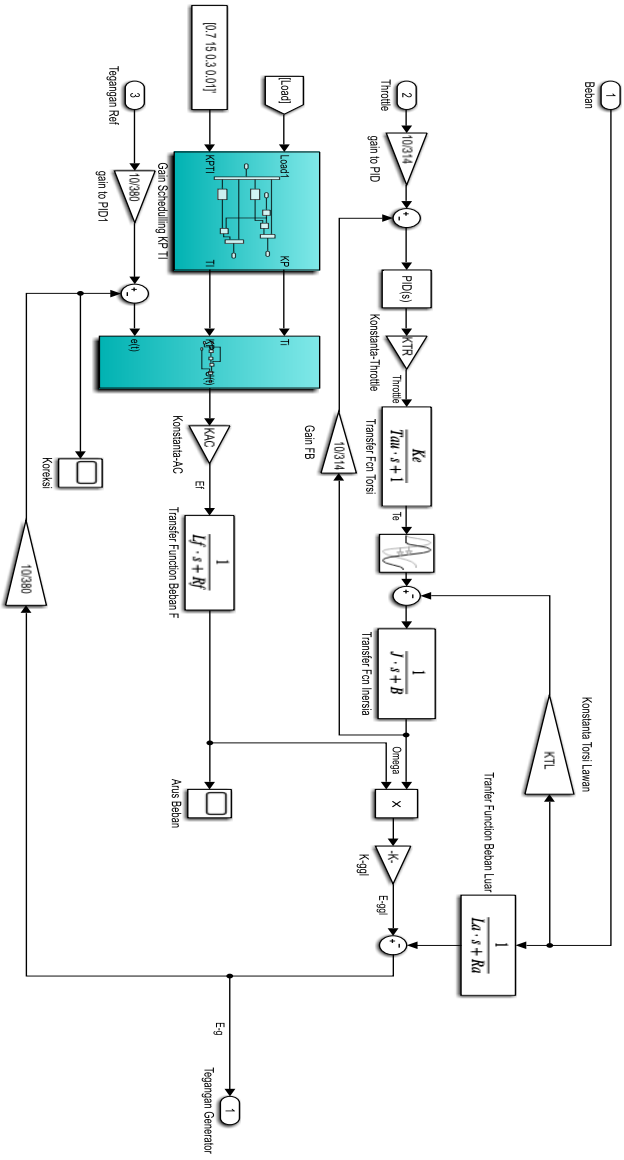 1
Beban
Konstanta Torsi Lawan
KTL
Tranfer Function Beban Luar
1
La·s+Ra
2
Throttle
10/314
gain to PID
+
-
PID(s)
KTR
Konstanta-Throttle
Throttle
Ke
Tau·s+1
Transfer Fcn Torsi
Te
+
-
1
J·s+B
Transfer Fcn Inersia
Omega
X
-K-
K-ggl
E-ggl
+
-
10/314
Gain FB
[Load]
[0.7 15 0.3 0.01]
Load1
KPTI
KP
TI
Gain Schedulling KP TI
Ti
e(t)
KAC
Konstanta-AC
Ef
1
Lf·s+Rf
Transfer Function Beban F
Arus Beban
3
Tegangan Ref
10/380
gain to PID1
+
-
Koreksi
10/380
E-g
1
Tegangan Generator